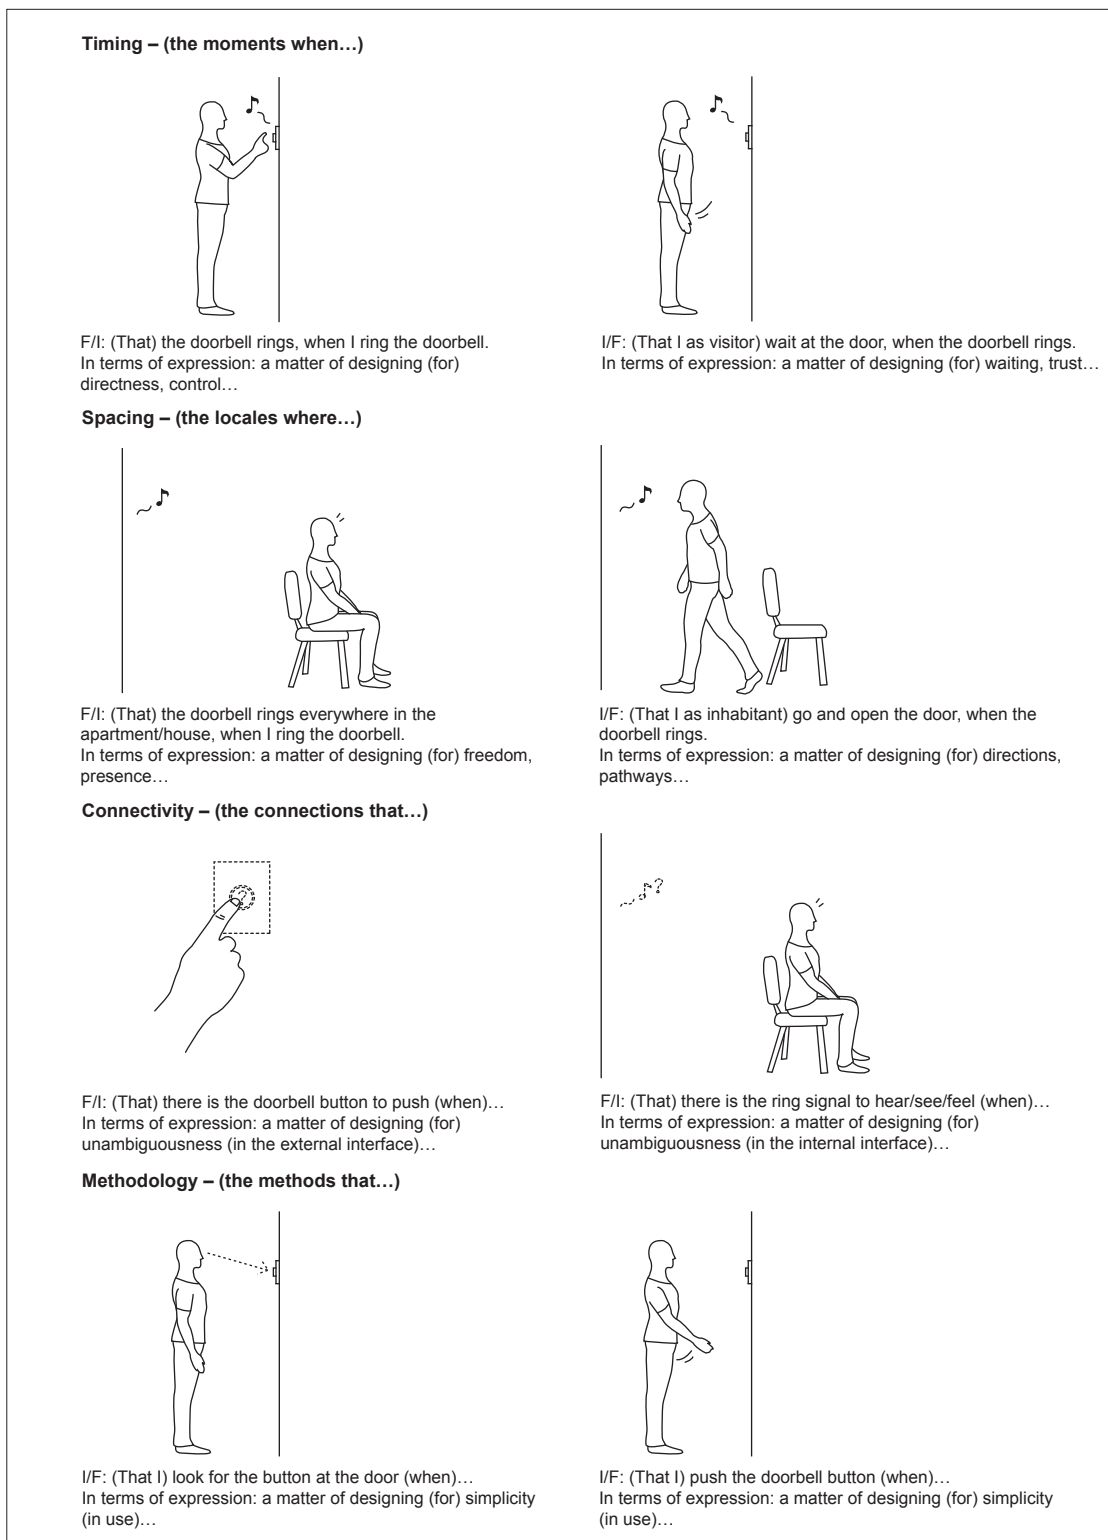 Timing – (the moments when…)
F/I: (That) the doorbell rings, when I ring the doorbell.
In terms of expression: a matter of designing (for)
directness, control…
I/F: (That I as visitor) wait at the door, when the doorbell rings.
In terms of expression: a matter of designing (for) waiting, trust…
Spacing – (the locales where…)
F/I: (That) the doorbell rings everywhere in the
apartment/house, when I ring the doorbell.
In terms of expression: a matter of designing (for) freedom,
presence…
I/F: (That I as inhabitant) go and open the door, when the
doorbell rings.
In terms of expression: a matter of designing (for) directions,
pathways…
Connectivity – (the connections that…)
?
?
F/I: (That) there is the doorbell button to push (when)…
In terms of expression: a matter of designing (for)
unambiguousness (in the external interface)…
F/I: (That) there is the ring signal to hear/see/feel (when)…
In terms of expression: a matter of designing (for)
unambiguousness (in the internal interface)…
Methodology – (the methods that…)
I/F: (That I) look for the button at the door (when)…
In terms of expression: a matter of designing (for) simplicity
(in use)…
I/F: (That I) push the doorbell button (when)…
In terms of expression: a matter of designing (for) simplicity
(in use)…